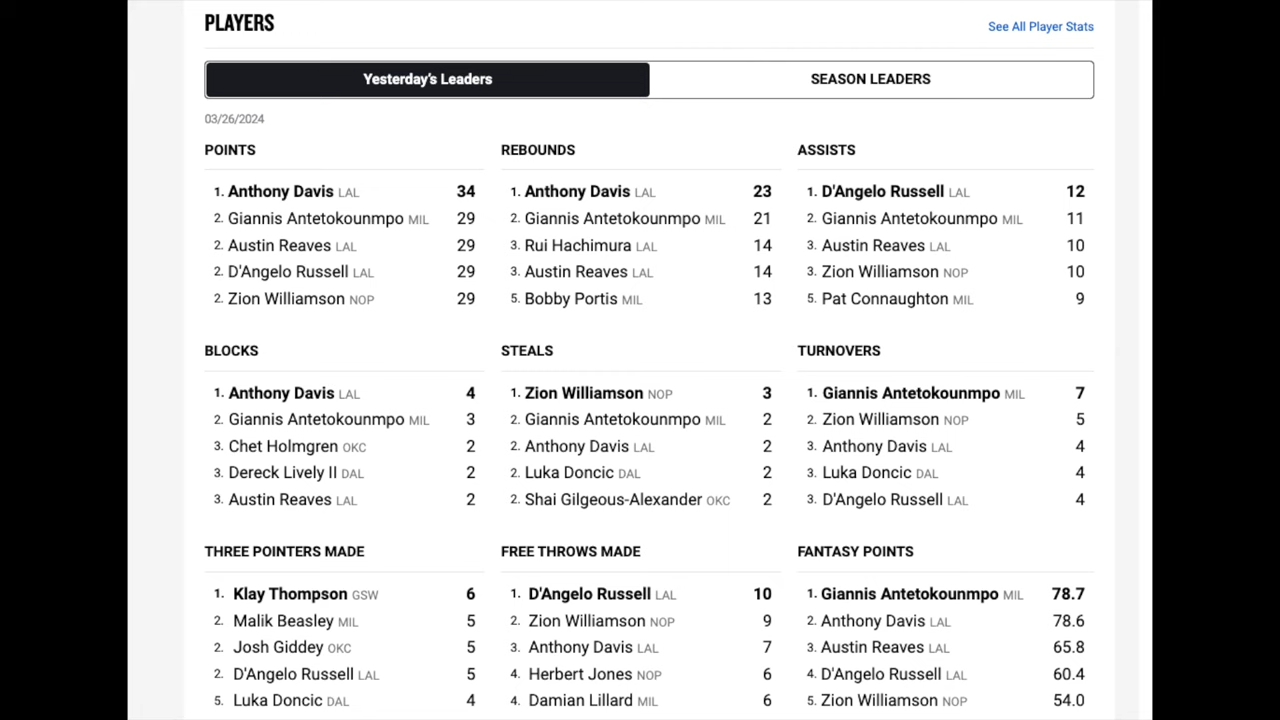 PLAYERS
See All Player Stats
Yesterday's Leaders
SEASON LEADERS
03/26/2024
POINTS
1. Anthony Davis LAL 34
2. Giannis Antetokounmpo MIL 29
2. Austin Reaves LAL 29
2. D'Angelo Russell LAL 29
2. Zion Williamson NOP 29
REBOUNDS
1. Anthony Davis LAL 23
2. Giannis Antetokounmpo MIL 21
3. Rui Hachimura LAL 14
3. Austin Reaves LAL 14
5. Bobby Portis MIL 13
ASSISTS
1. D'Angelo Russell LAL 12
2. Giannis Antetokounmpo MIL 11
3. Austin Reaves LAL 10
3. Zion Williamson NOP 10
5. Pat Connaughton MIL 9
BLOCKS
1. Anthony Davis LAL 4
2. Giannis Antetokounmpo MIL 3
3. Chet Holmgren OKC 2
3. Dereck Lively II DAL 2
3. Austin Reaves LAL 2
STEALS
1. Zion Williamson NOP 3
2. Giannis Antetokounmpo MIL 2
2. Anthony Davis LAL 2
2. Luka Doncic DAL 2
2. Shai Gilgeous-Alexander OKC 2
TURNOVERS
1. Giannis Antetokounmpo MIL 7
2. Zion Williamson NOP 5
3. Anthony Davis LAL 4
3. Luka Doncic DAL 4
3. D'Angelo Russell LAL 4
THREE POINTERS MADE
1. Klay Thompson GSW 6
2. Malik Beasley MIL 5
2. Josh Giddey OKC 5
2. D'Angelo Russell LAL 5
5. Luka Doncic DAL 4
FREE THROWS MADE
1. D'Angelo Russell LAL 10
2. Zion Williamson NOP 9
3. Anthony Davis LAL 7
4. Herbert Jones NOP 6
4. Damian Lillard MIL 6
FANTASY POINTS
1. Giannis Antetokounmpo MIL 78.7
2. Anthony Davis LAL 78.6
3. Austin Reaves LAL 65.8
4. D'Angelo Russell LAL 60.4
5. Zion Williamson NOP 54.0